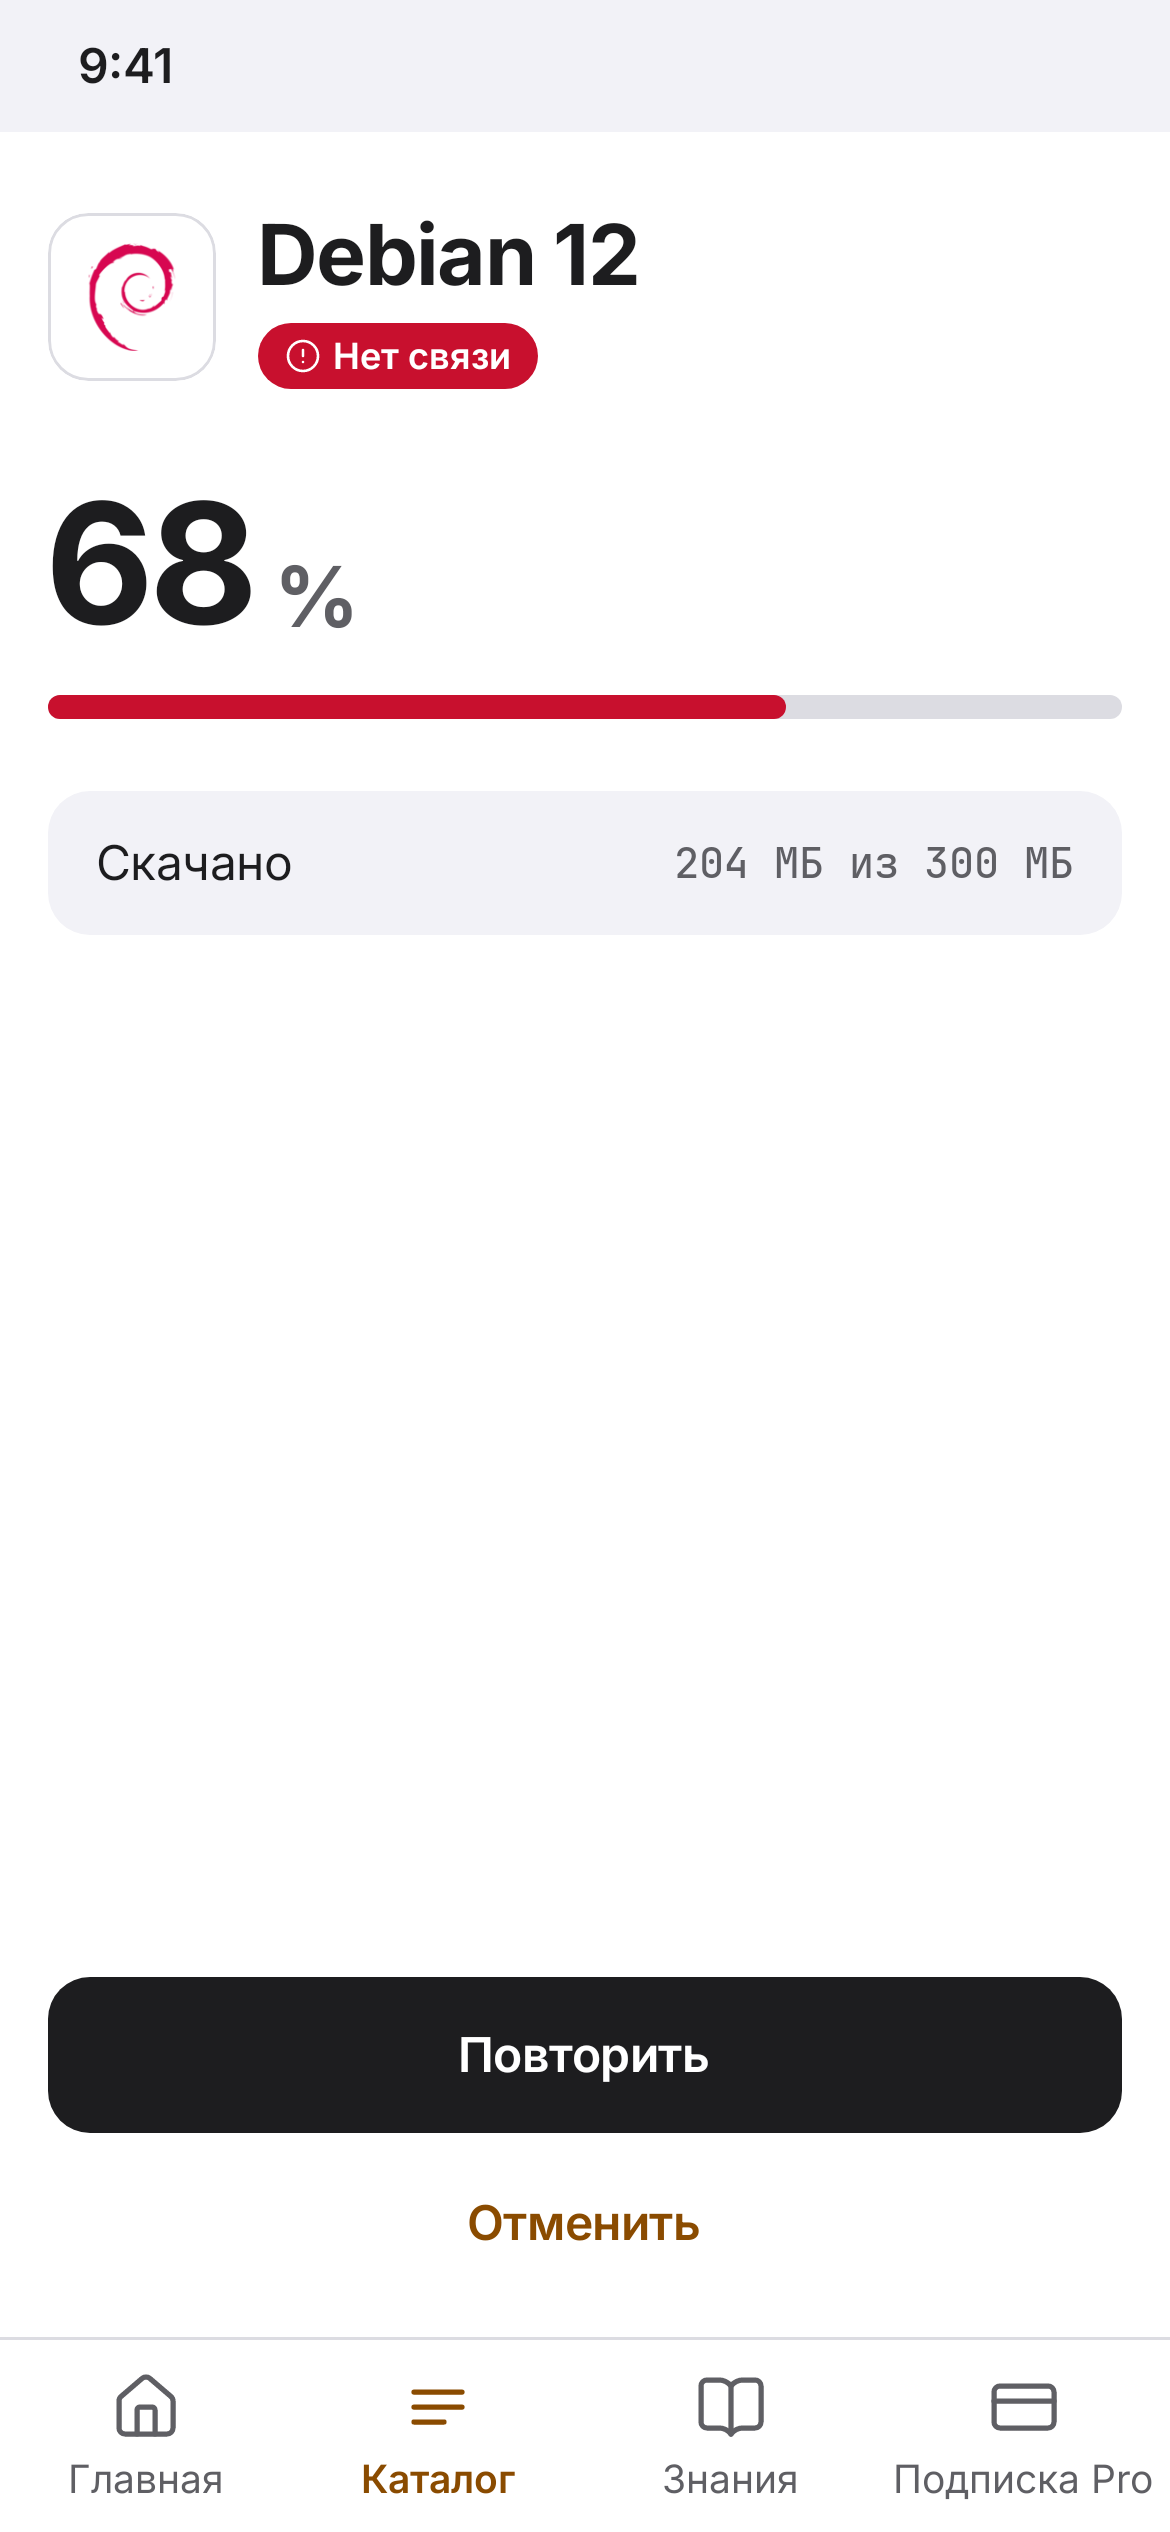 9:41
Debian 12
Нет связи
68 %
Скачано 204 МБ из 300 МБ
Повторить
Отменить
Главная Каталог Знания Подписка Pro